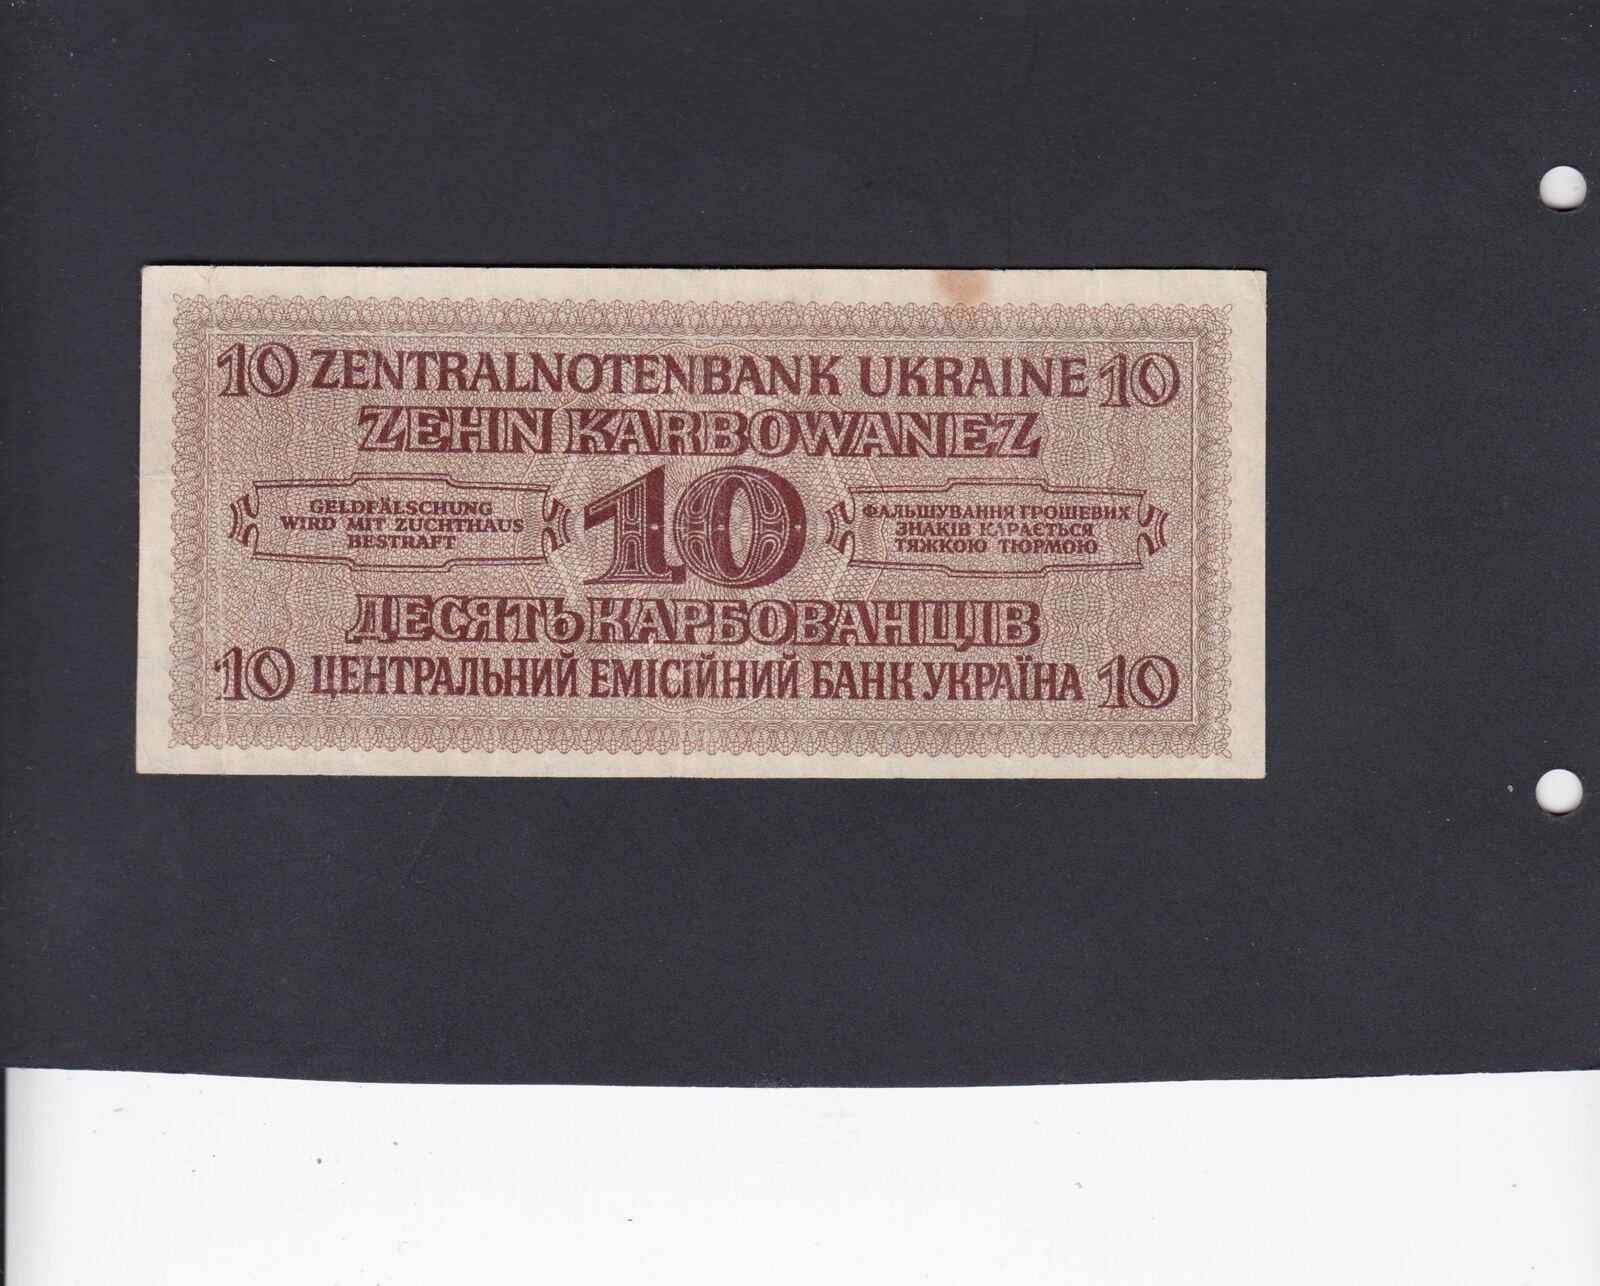 10 ZENTRALNOTENBANK UKRAINE 10
ZEHN KARBOWANEZ
GELDFÄLSCHUNG
WIRD MIT ZUCHTHAUS
BESTRAFT
10
ФАЛЬШУВАННЯ ГРОШЕВИХ
ЗНАКІВ КАРАЄТЬСЯ
ТЯЖКОЮ ТЮРМОЮ
ДЕСЯТЬ КАРБОВАНЦІВ
10 ЦЕНТРАЛЬНИЙ ЕМІСІЙНИЙ БАНК УКРАЇНА 10